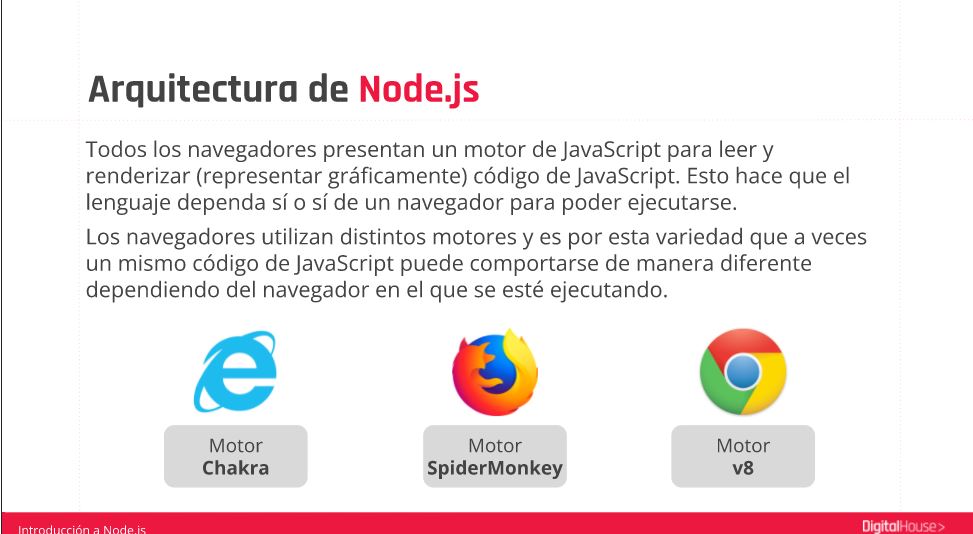 Arquitectura de Node.js
Todos los navegadores presentan un motor de JavaScript para leer y
renderizar (representar gráficamente) código de JavaScript. Esto hace que el
lenguaje dependa sí o sí de un navegador para poder ejecutarse.
Los navegadores utilizan distintos motores y es por esta variedad que a veces
un mismo código de JavaScript puede comportarse de manera diferente
dependiendo del navegador en el que se esté ejecutando.
Motor
Chakra
Motor
SpiderMonkey
Motor
v8
Introducción a Node.js
DigitalHouse>